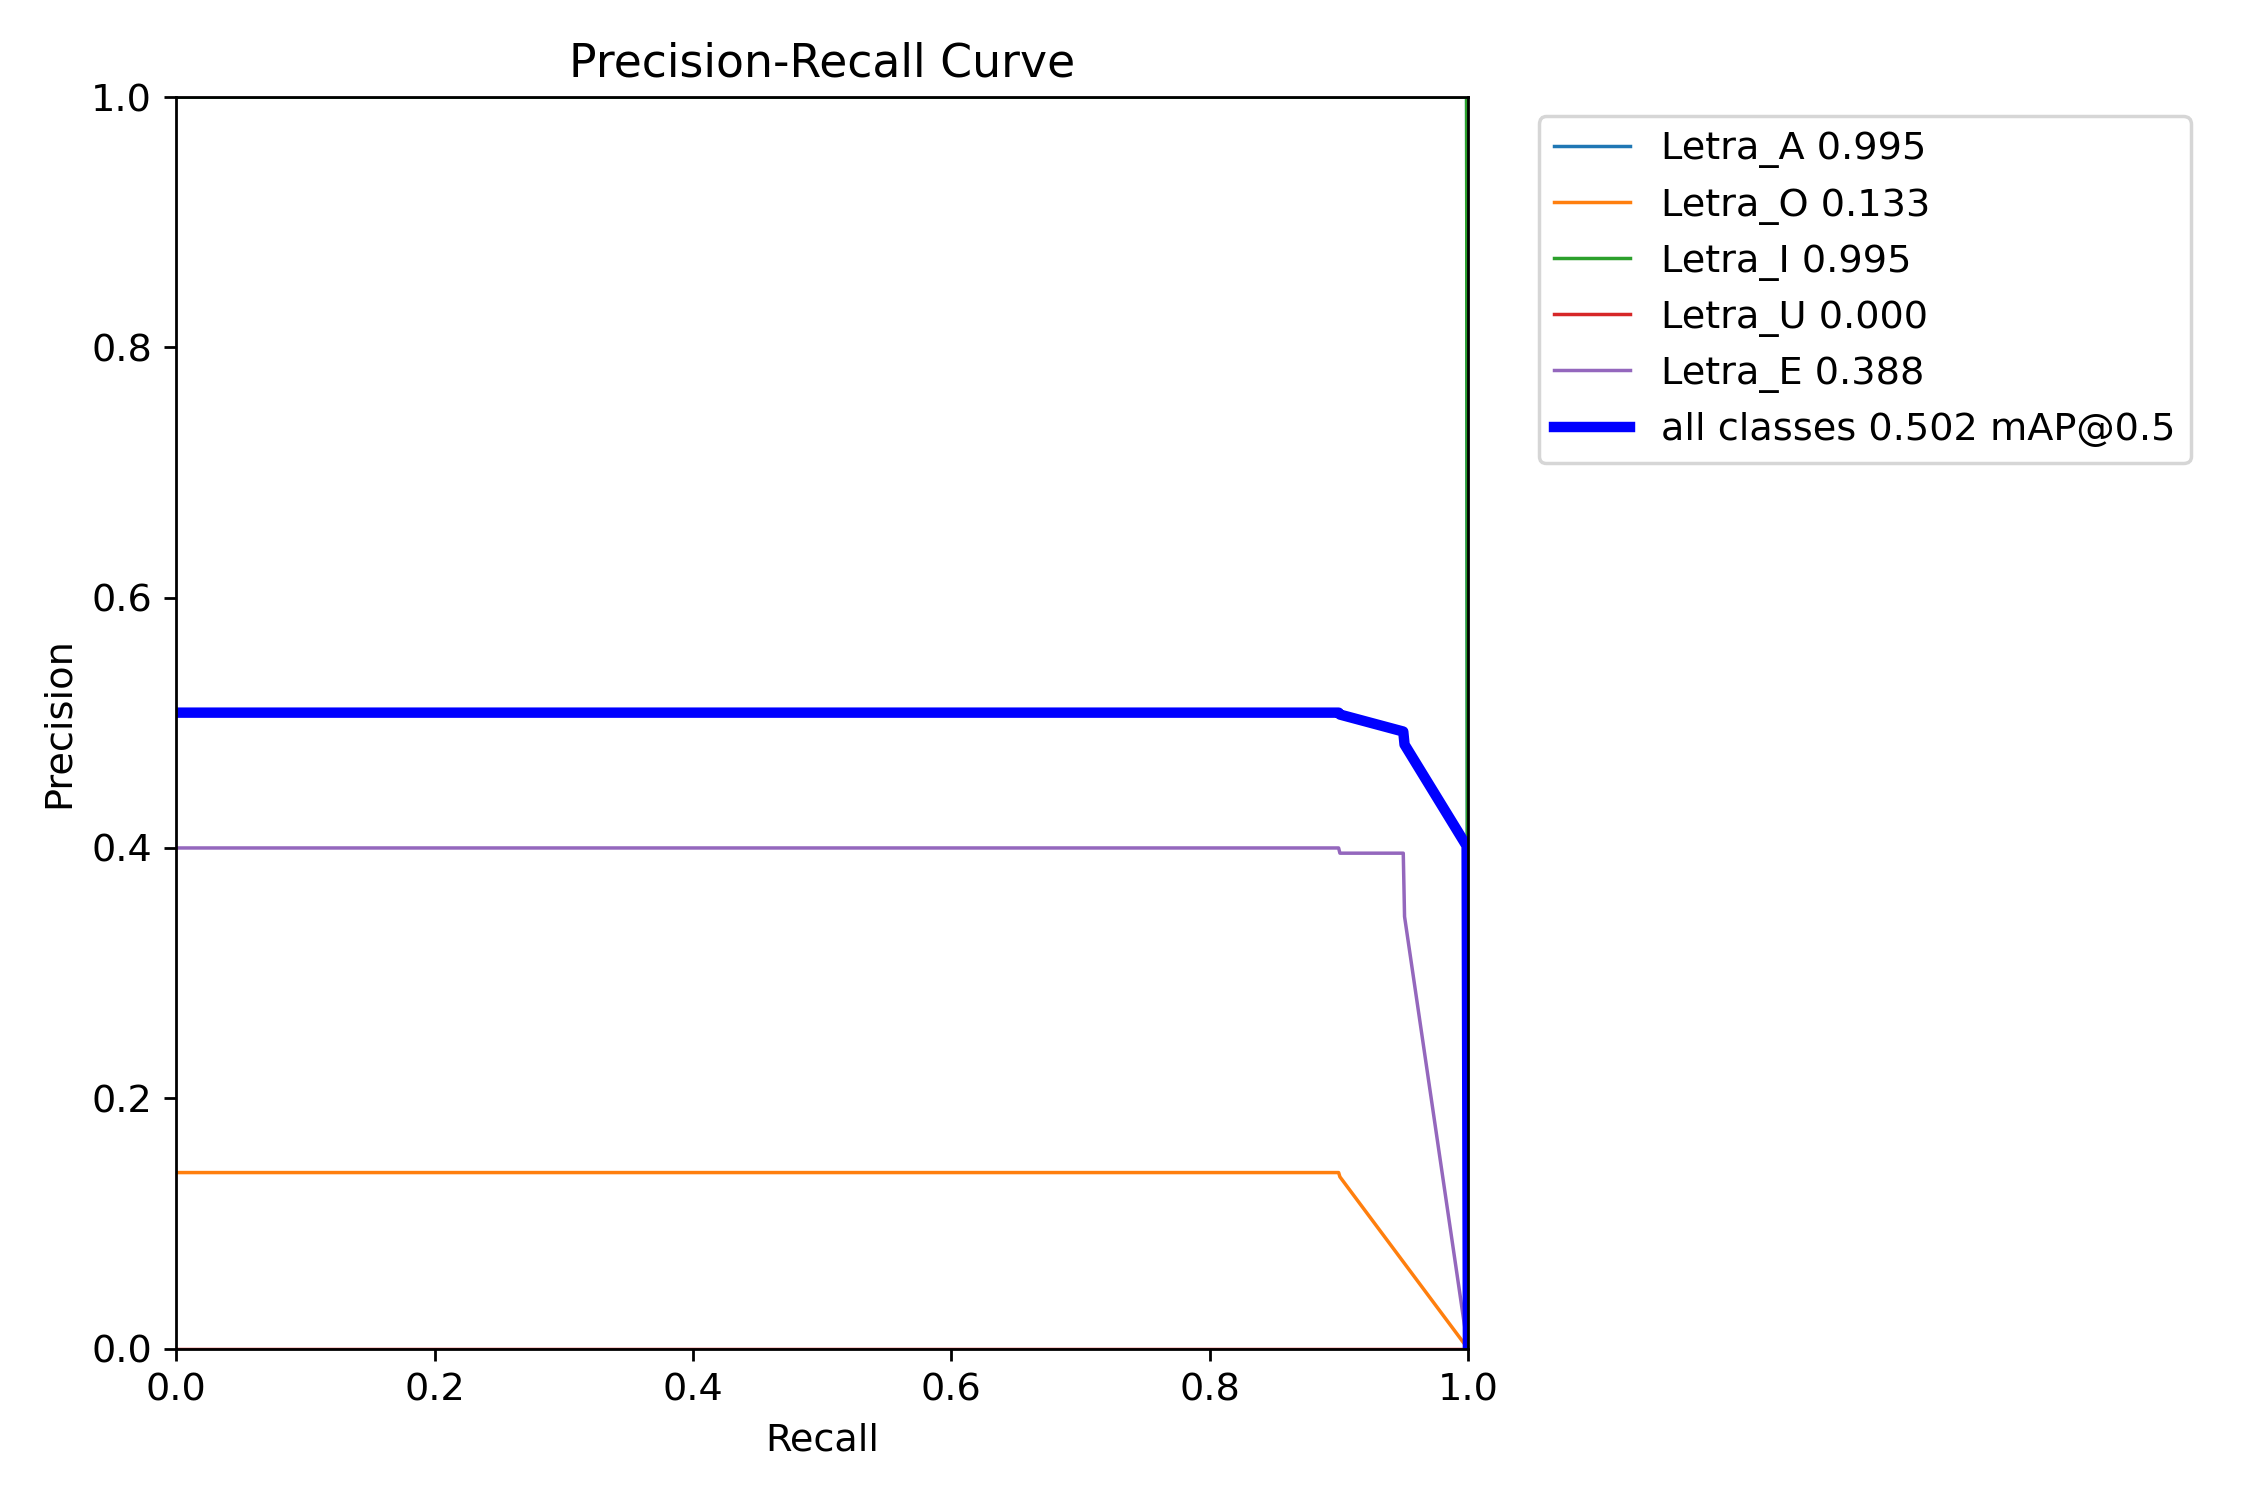 Precision-Recall Curve
1.0
0.8
0.6
0.4
0.2
0.0
Precision
0.0 0.2 0.4 0.6 0.8 1.0
Recall
Letra_A 0.995
Letra_O 0.133
Letra_I 0.995
Letra_U 0.000
Letra_E 0.388
all classes 0.502 mAP@0.5